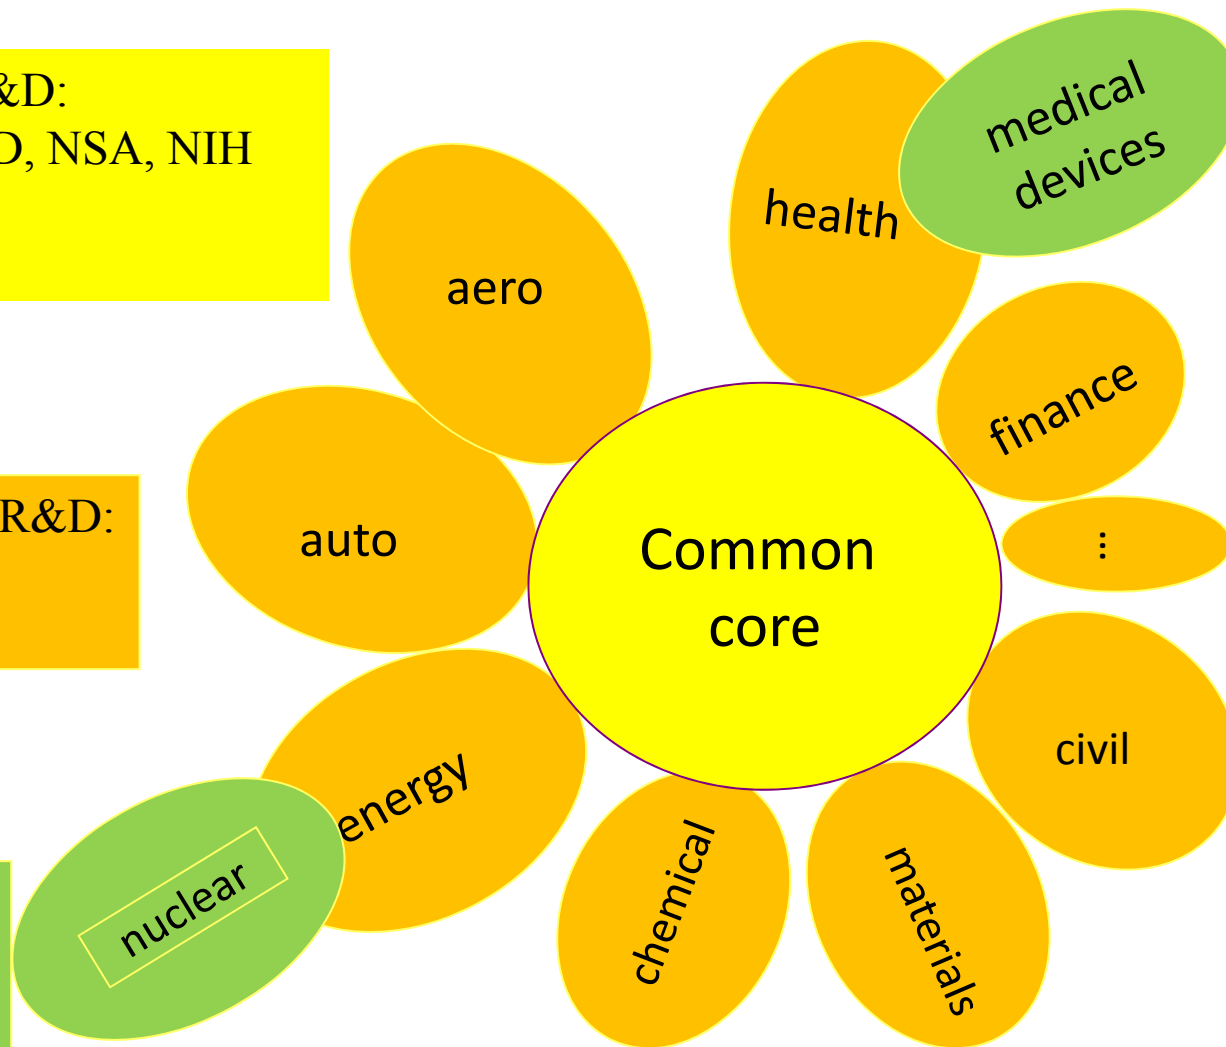 &D:
D, NSA, NIH
medical
devices
health
aero
finance
R&D:
auto
Common
core
...
civil
energy
nuclear
chemical
materials